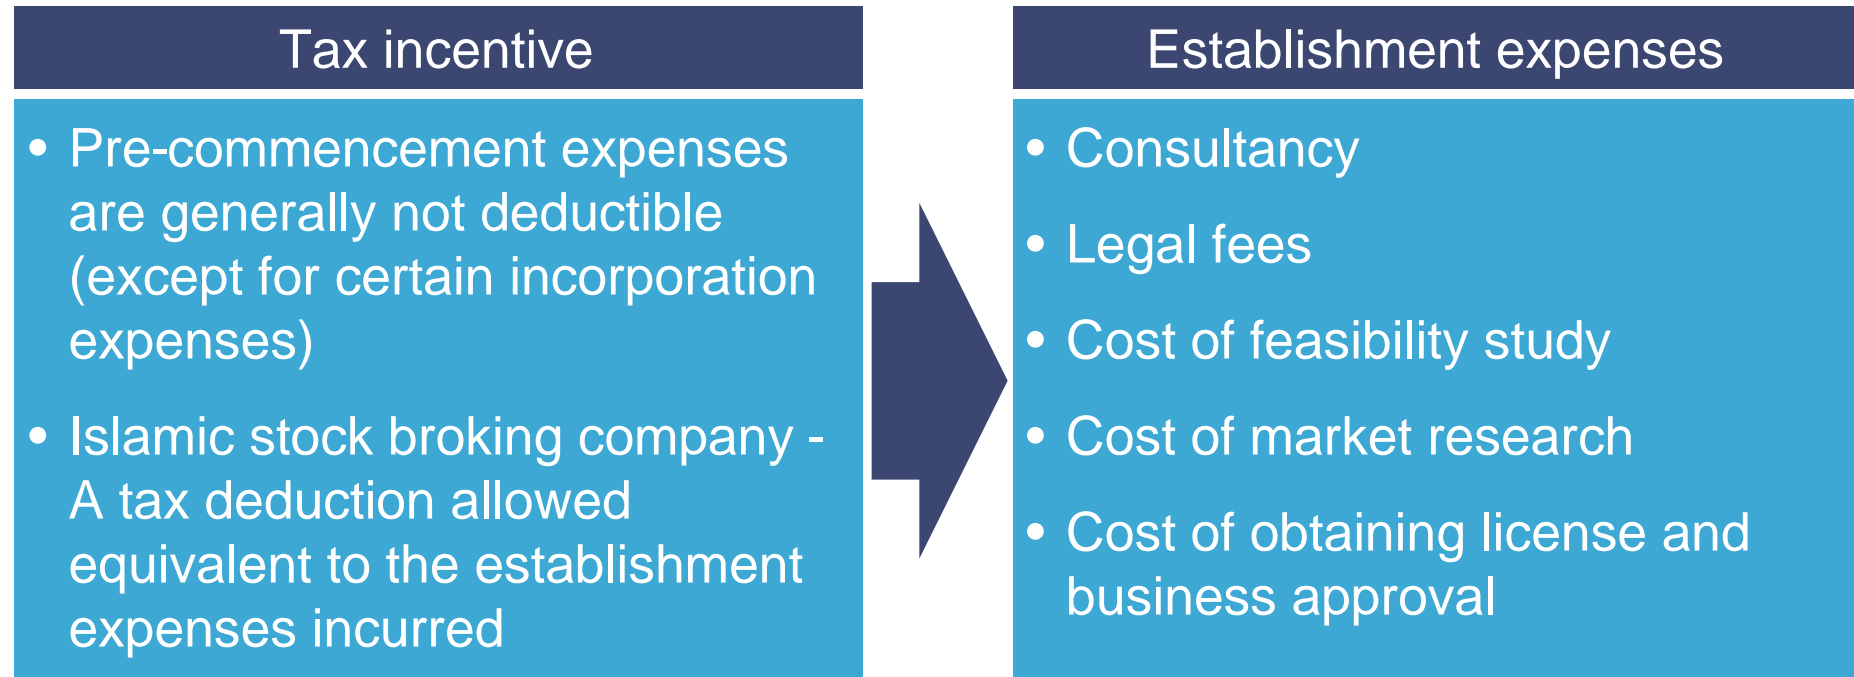 Tax incentive
• Pre-commencement expenses
are generally not deductible
(except for certain incorporation
expenses)
• Islamic stock broking company -
A tax deduction allowed
equivalent to the establishment
expenses incurred
Establishment expenses
• Consultancy
• Legal fees
• Cost of feasibility study
• Cost of market research
• Cost of obtaining license and
business approval